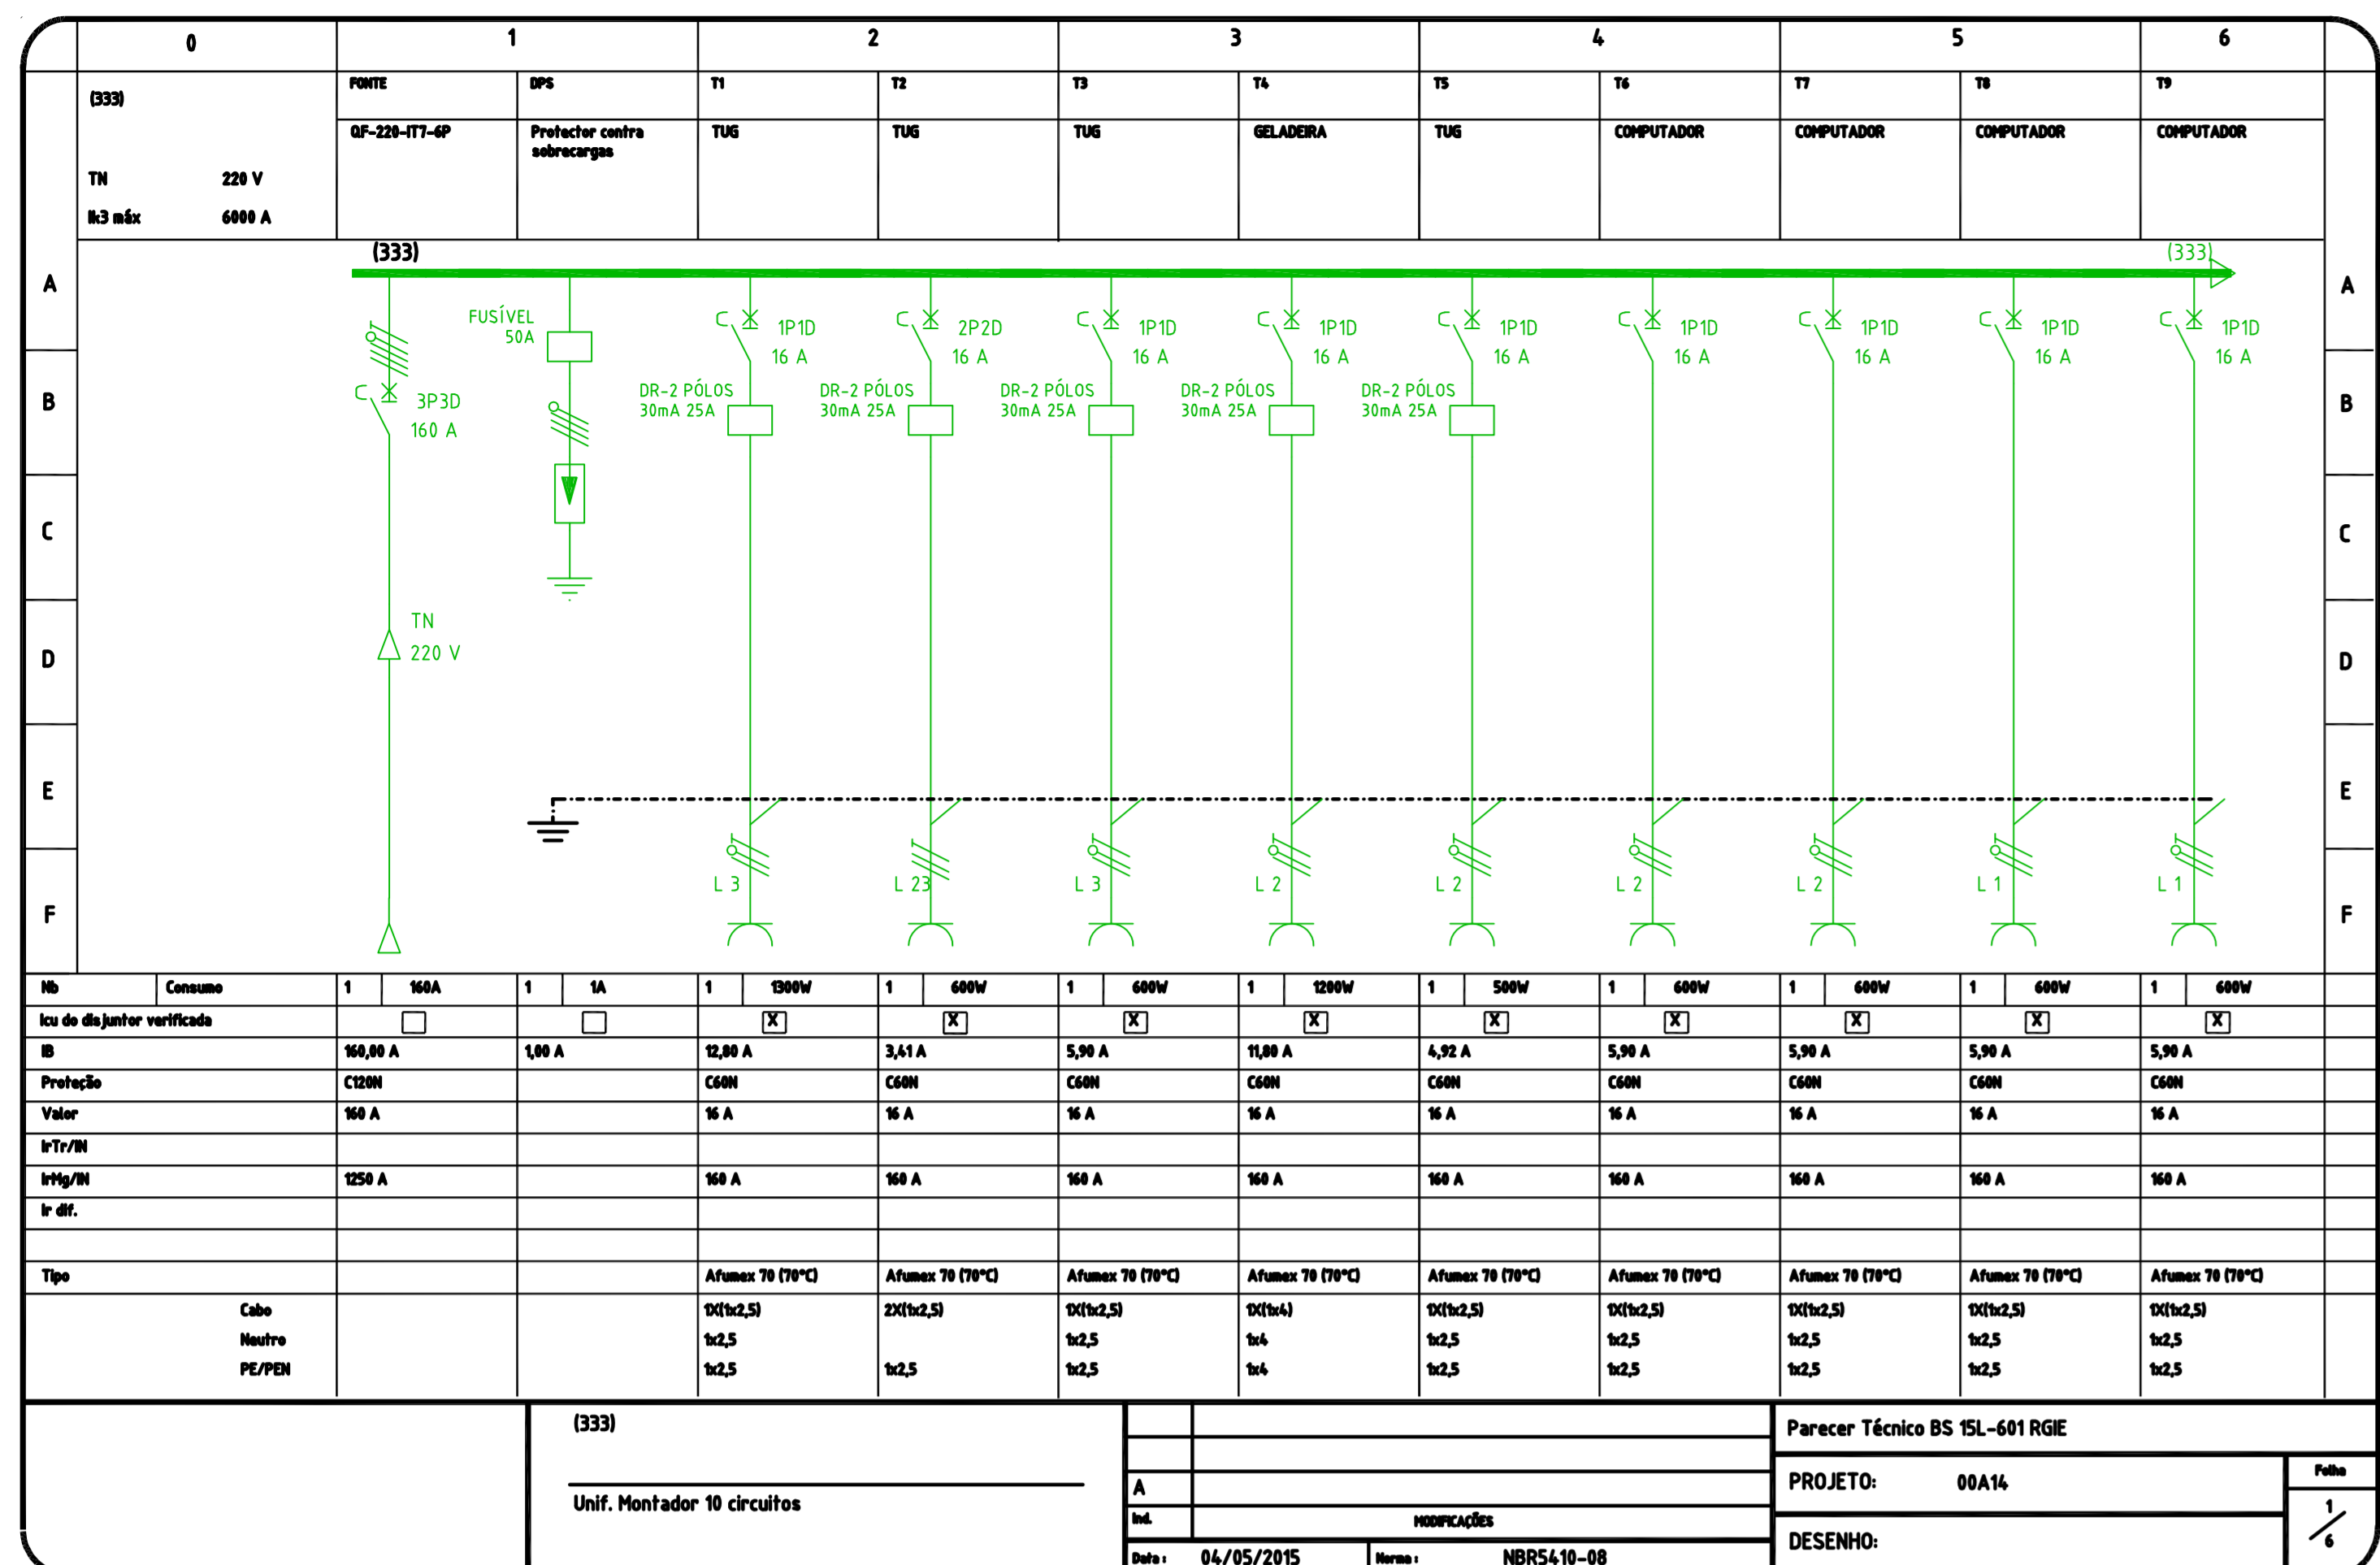 0 1 2 3 4 5 6
(333)
TN 220 V
Ik3 máx 6000 A
FONTE DPS T1 T2 T3 T4 T5 T6 T7 T8 T9
QF-220-IT7-6P Protector contra sobrecargas TUG TUG TUG GELADEIRA TUG COMPUTADOR COMPUTADOR COMPUTADOR COMPUTADOR
(333) (333)
A A
FUSÍVEL 50A
1P1D 2P2D 1P1D 1P1D 1P1D 1P1D 1P1D 1P1D 1P1D
16 A 16 A 16 A 16 A 16 A 16 A 16 A 16 A 16 A
C C C C C C C C C
B B
C 3P3D
160 A
DR-2 PÓLOS DR-2 PÓLOS DR-2 PÓLOS DR-2 PÓLOS DR-2 PÓLOS
30mA 25A 30mA 25A 30mA 25A 30mA 25A 30mA 25A
C C
TN
220 V
D D
E E
L 3 L 23 L 3 L 2 L 2 L 2 L 2 L 1 L 1
F F
Nb Consumo 1 160A 1 1A 1 1300W 1 600W 1 600W 1 1200W 1 500W 1 600W 1 600W 1 600W 1 600W
Icu do disjuntor verificada X X X X X X X X X
IB 160,00 A 1,00 A 12,80 A 3,41 A 5,90 A 11,80 A 4,92 A 5,90 A 5,90 A 5,90 A 5,90 A
Proteção C120N C60N C60N C60N C60N C60N C60N C60N C60N C60N
Valor 160 A 16 A 16 A 16 A 16 A 16 A 16 A 16 A 16 A 16 A
IrTr/IN
IrMg/IN 1250 A 160 A 160 A 160 A 160 A 160 A 160 A 160 A 160 A 160 A
Ir dif.
Tipo Afumex 70 (70°C) Afumex 70 (70°C) Afumex 70 (70°C) Afumex 70 (70°C) Afumex 70 (70°C) Afumex 70 (70°C) Afumex 70 (70°C) Afumex 70 (70°C) Afumex 70 (70°C)
Cabo 1X(1x2,5) 2X(1x2,5) 1X(1x2,5) 1X(1x4) 1X(1x2,5) 1X(1x2,5) 1X(1x2,5) 1X(1x2,5) 1X(1x2,5)
Neutro 1x2,5 1x2,5 1x4 1x2,5 1x2,5 1x2,5 1x2,5 1x2,5
PE/PEN 1x2,5 1x2,5 1x2,5 1x4 1x2,5 1x2,5 1x2,5 1x2,5 1x2,5
(333)
Unif. Montador 10 circuitos
A
Ind. MODIFICAÇÕES
Data : 04/05/2015 Norma : NBR5410-08
Parecer Técnico BS 15L-601 RGIE
PROJETO: 00A14
DESENHO:
Folha
1/6